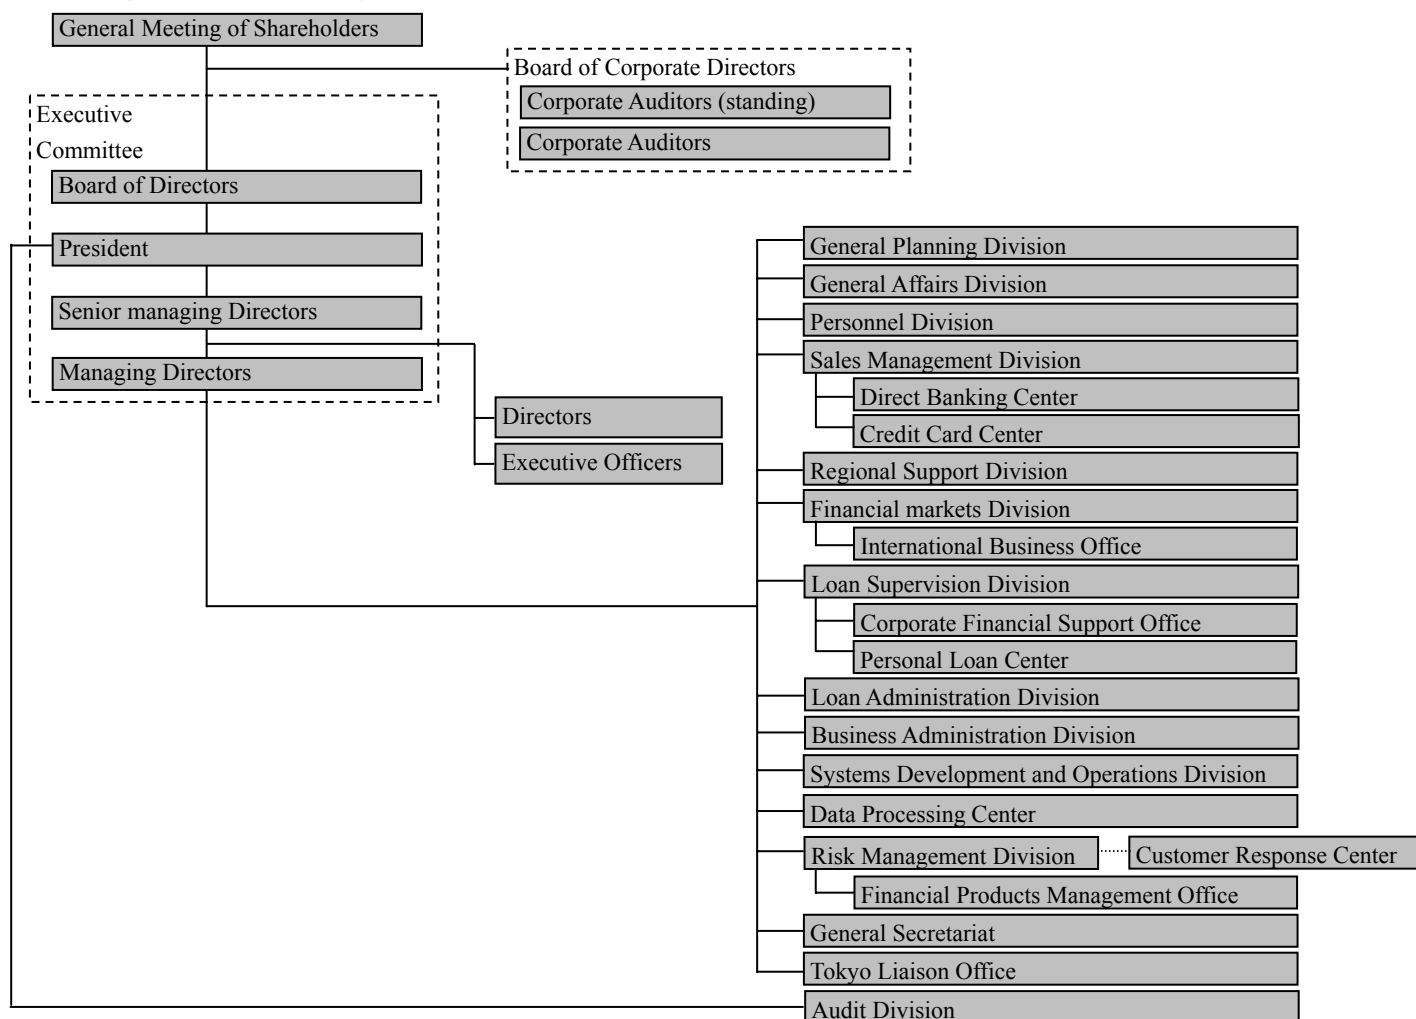 General Meeting of Shareholders
Board of Corporate Directors
Corporate Auditors (standing)
Corporate Auditors
Executive
Committee
Board of Directors
President
Senior managing Directors
Managing Directors
Directors
Executive Officers
General Planning Division
General Affairs Division
Personnel Division
Sales Management Division
Direct Banking Center
Credit Card Center
Regional Support Division
Financial markets Division
International Business Office
Loan Supervision Division
Corporate Financial Support Office
Personal Loan Center
Loan Administration Division
Business Administration Division
Systems Development and Operations Division
Data Processing Center
Risk Management Division
Customer Response Center
Financial Products Management Office
General Secretariat
Tokyo Liaison Office
Audit Division